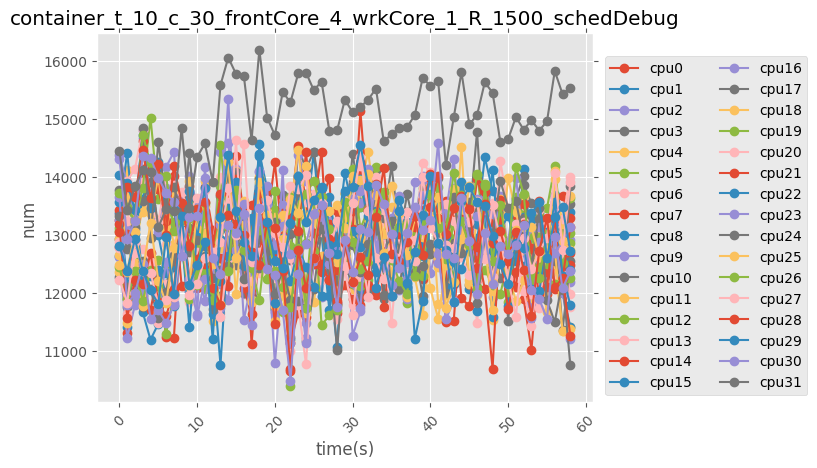 container_t_10_c_30_frontCore_4_wrkCore_1_R_1500_schedDebug
num
16000
15000
14000
13000
12000
11000
0
10
20
30
40
50
60
time(s)
cpu0
cpu1
cpu2
cpu3
cpu4
cpu5
cpu6
cpu7
cpu8
cpu9
cpu10
cpu11
cpu12
cpu13
cpu14
cpu15
cpu16
cpu17
cpu18
cpu19
cpu20
cpu21
cpu22
cpu23
cpu24
cpu25
cpu26
cpu27
cpu28
cpu29
cpu30
cpu31